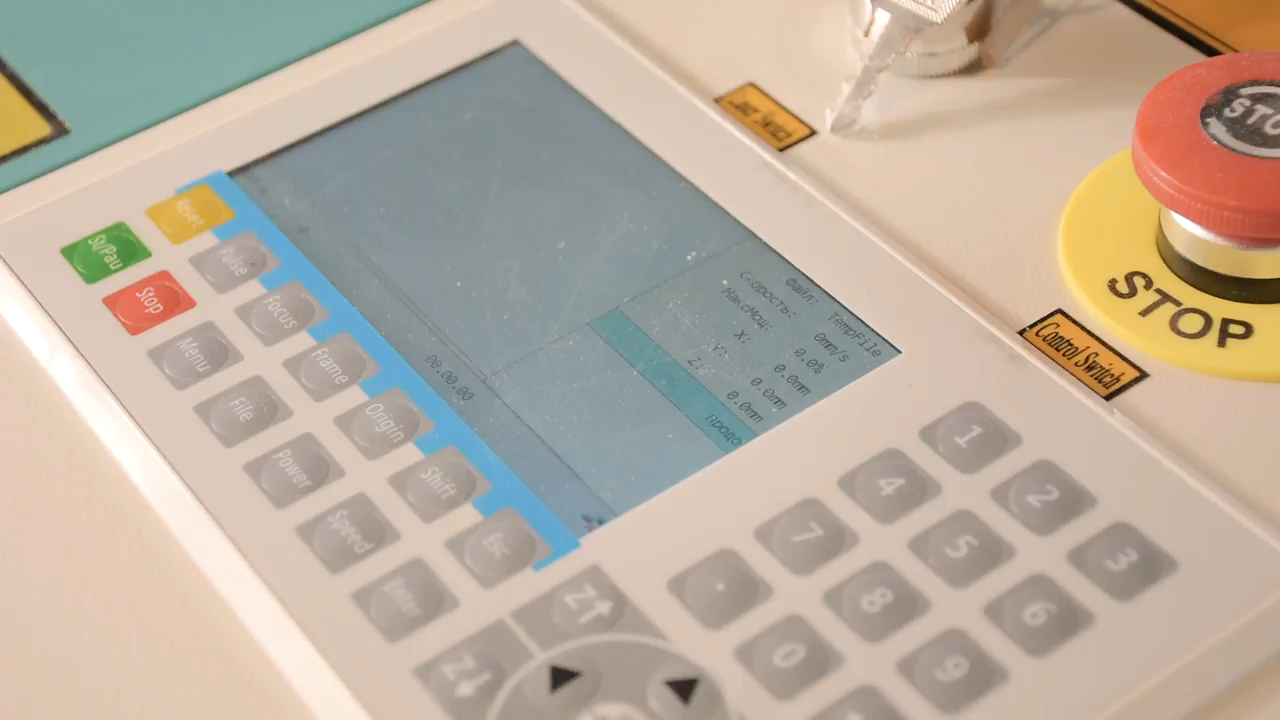 STOP
STOP
Control Switch
Файл:
TempFile
Скорость:
0mm/s
МаксМощ:
0.0%
X:
0.0mm
Y:
0.0mm
Z:
00:00:00
Reset
St/Pau
Pulse
Stop
Focus
Menu
Frame
File
Origin
Power
Shift
Speed
Esc
Enter
Z↑
Z↓
1
2
3
4
5
6
7
8
9
.
0